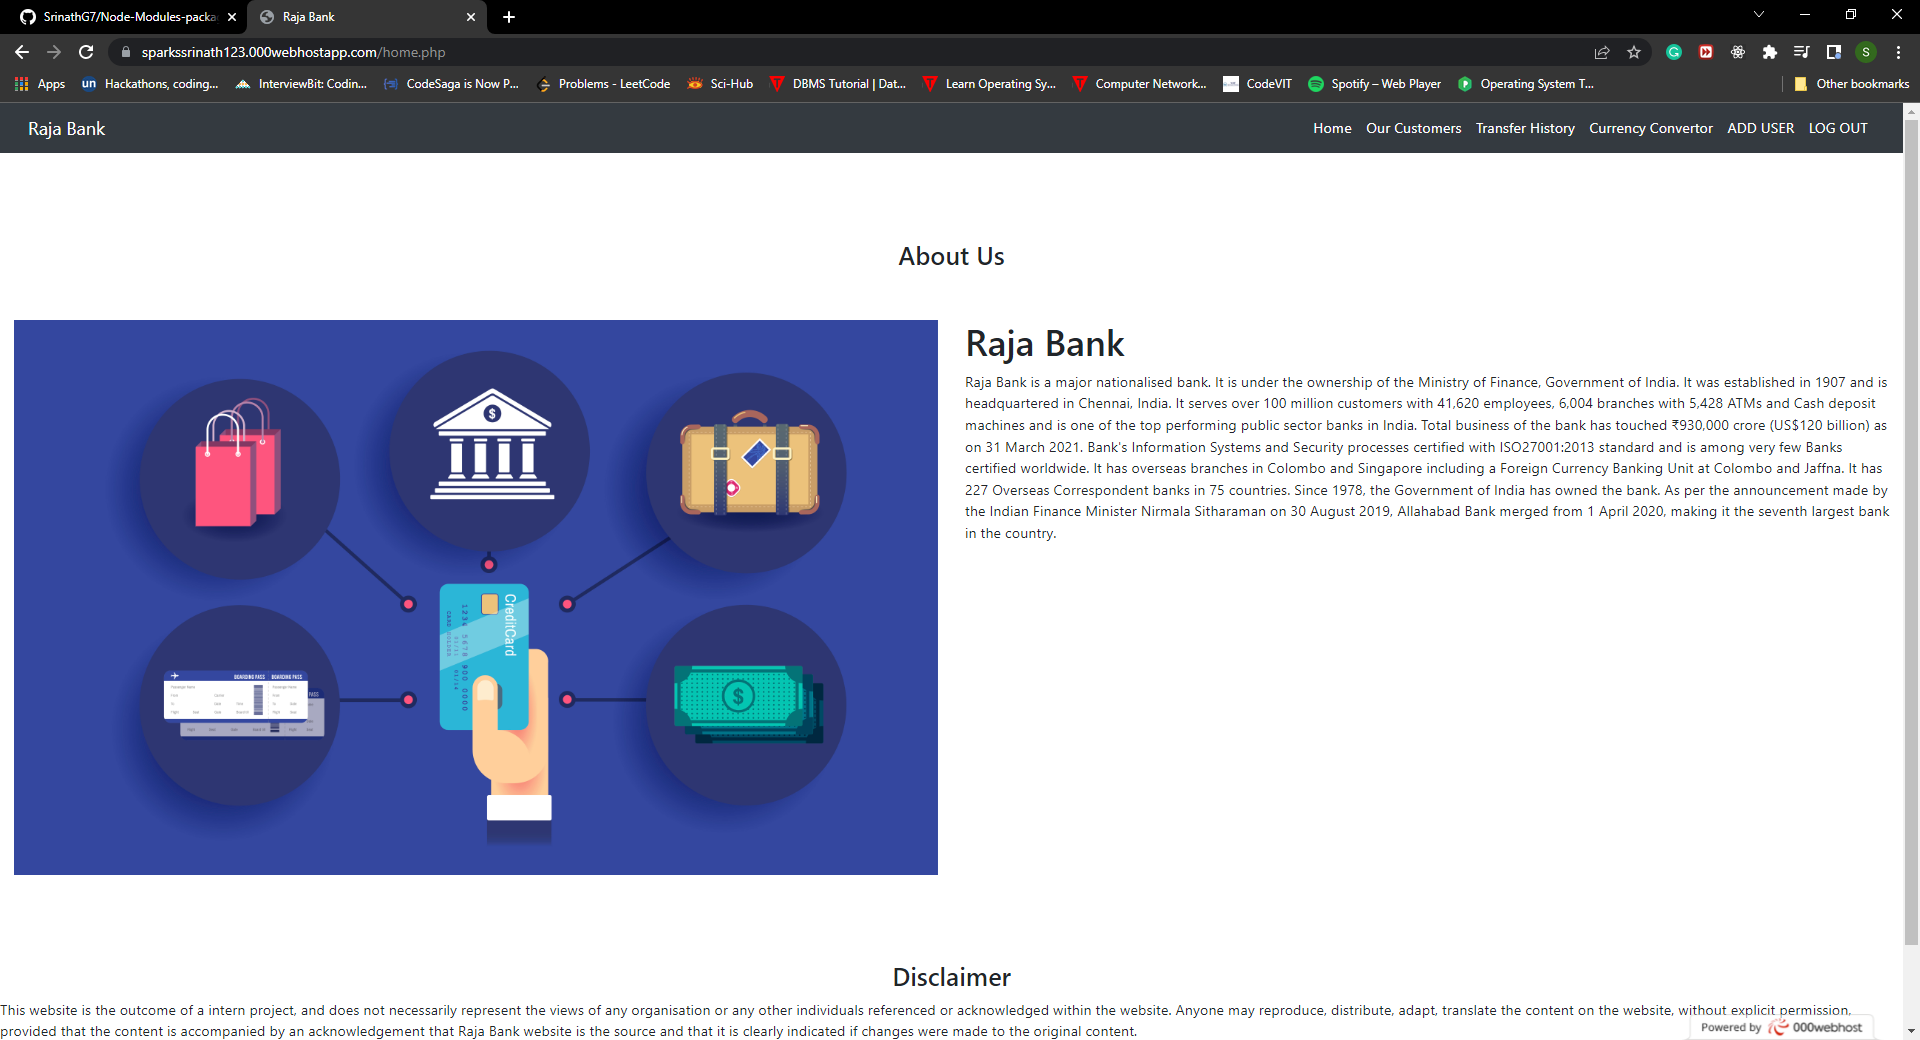 SrinathG7/Node-Modules-packa
Raja Bank
sparkssrinath123.000webhostapp.com/home.php
S
Apps
un Hackathons, coding...
InterviewBit: Codin...
CodeSaga is Now P...
Problems - LeetCode
Sci-Hub
DBMS Tutorial | Dat...
Learn Operating Sy...
Computer Network...
CodeVIT
Spotify – Web Player
Operating System T...
Other bookmarks
Raja Bank
Home Our Customers Transfer History Currency Convertor ADD USER LOG OUT
About Us
$
CreditCard
1234 5678 900 0000
BOARDING PASS BOARDING PASS
$
Raja Bank
Raja Bank is a major nationalised bank. It is under the ownership of the Ministry of Finance, Government of India. It was established in 1907 and is
headquartered in Chennai, India. It serves over 100 million customers with 41,620 employees, 6,004 branches with 5,428 ATMs and Cash deposit
machines and is one of the top performing public sector banks in India. Total business of the bank has touched ₹930,000 crore (US$120 billion) as
on 31 March 2021. Bank's Information Systems and Security processes certified with ISO27001:2013 standard and is among very few Banks
certified worldwide. It has overseas branches in Colombo and Singapore including a Foreign Currency Banking Unit at Colombo and Jaffna. It has
227 Overseas Correspondent banks in 75 countries. Since 1978, the Government of India has owned the bank. As per the announcement made by
the Indian Finance Minister Nirmala Sitharaman on 30 August 2019, Allahabad Bank merged from 1 April 2020, making it the seventh largest bank
in the country.
Disclaimer
This website is the outcome of a intern project, and does not necessarily represent the views of any organisation or any other individuals referenced or acknowledged within the website. Anyone may reproduce, distribute, adapt, translate the content on the website, without explicit permission,
provided that the content is accompanied by an acknowledgement that Raja Bank website is the source and that it is clearly indicated if changes were made to the original content.
Powered by 000webhost